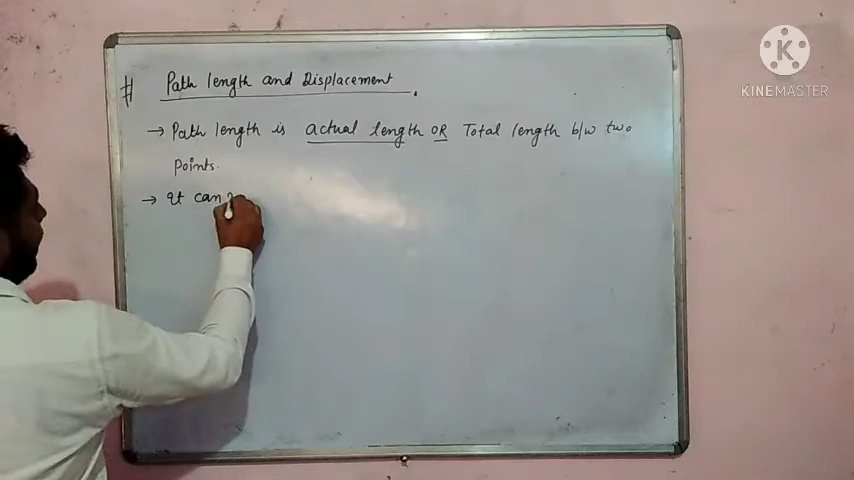 # Path length and Displacement.
→ Path length is actual length OR Total length b/w two
Points.
→ It can
K
KINEMASTER